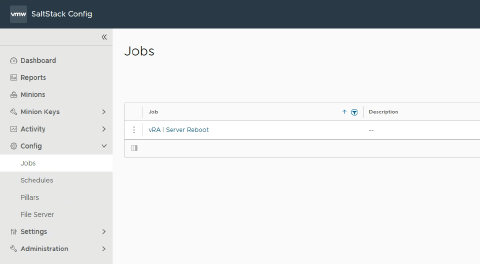 vmw SaltStack Config
«
Dashboard
Reports
Minions
Minion Keys
Activity
Config
Jobs
Schedules
Pillars
File Server
Settings
Administration
Jobs
Job Description
vRA | Server Reboot --